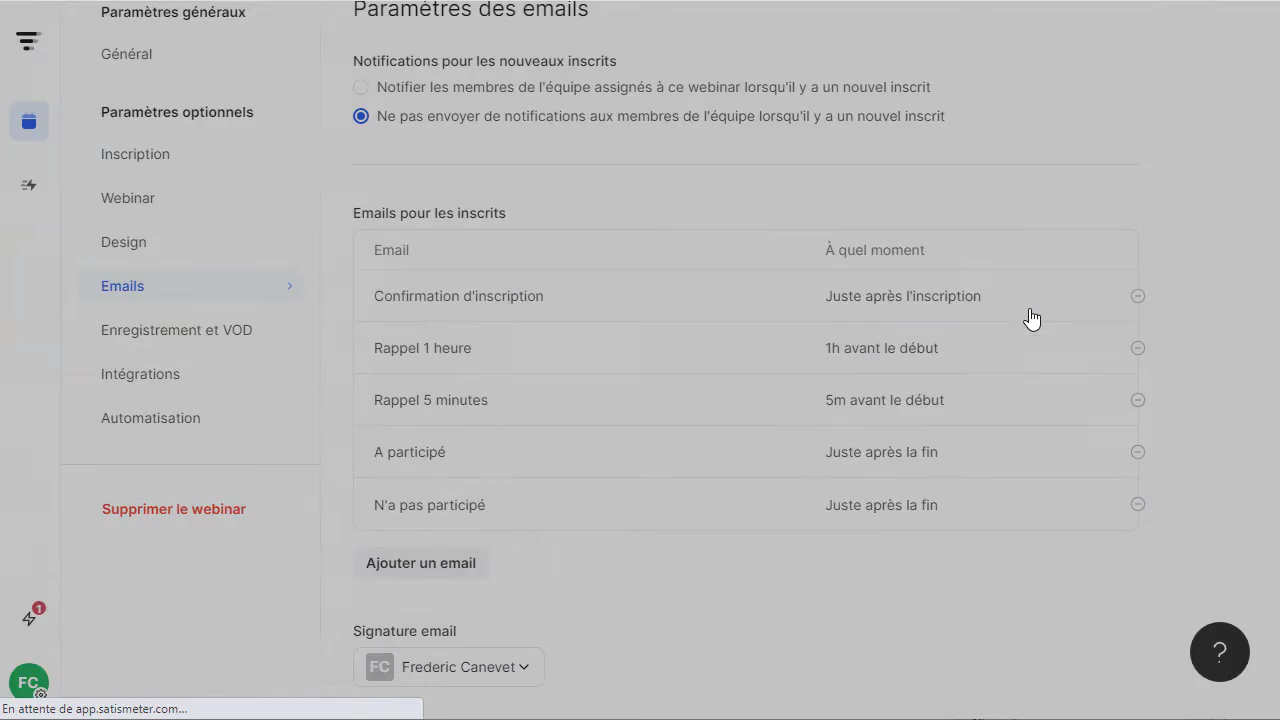 Paramètres généraux
Paramètres des emails
Général
Notifications pour les nouveaux inscrits
Notifier les membres de l'équipe assignés à ce webinar lorsqu'il y a un nouvel inscrit
Ne pas envoyer de notifications aux membres de l'équipe lorsqu'il y a un nouvel inscrit
Paramètres optionnels
Inscription
Webinar
Design
Emails
Enregistrement et VOD
Intégrations
Automatisation
Supprimer le webinar
Emails pour les inscrits
Email À quel moment
Confirmation d'inscription Juste après l'inscription
Rappel 1 heure 1h avant le début
Rappel 5 minutes 5m avant le début
A participé Juste après la fin
N'a pas participé Juste après la fin
Ajouter un email
Signature email
FC Frederic Canevet
1
FC
?
En attente de app.satismeter.com...